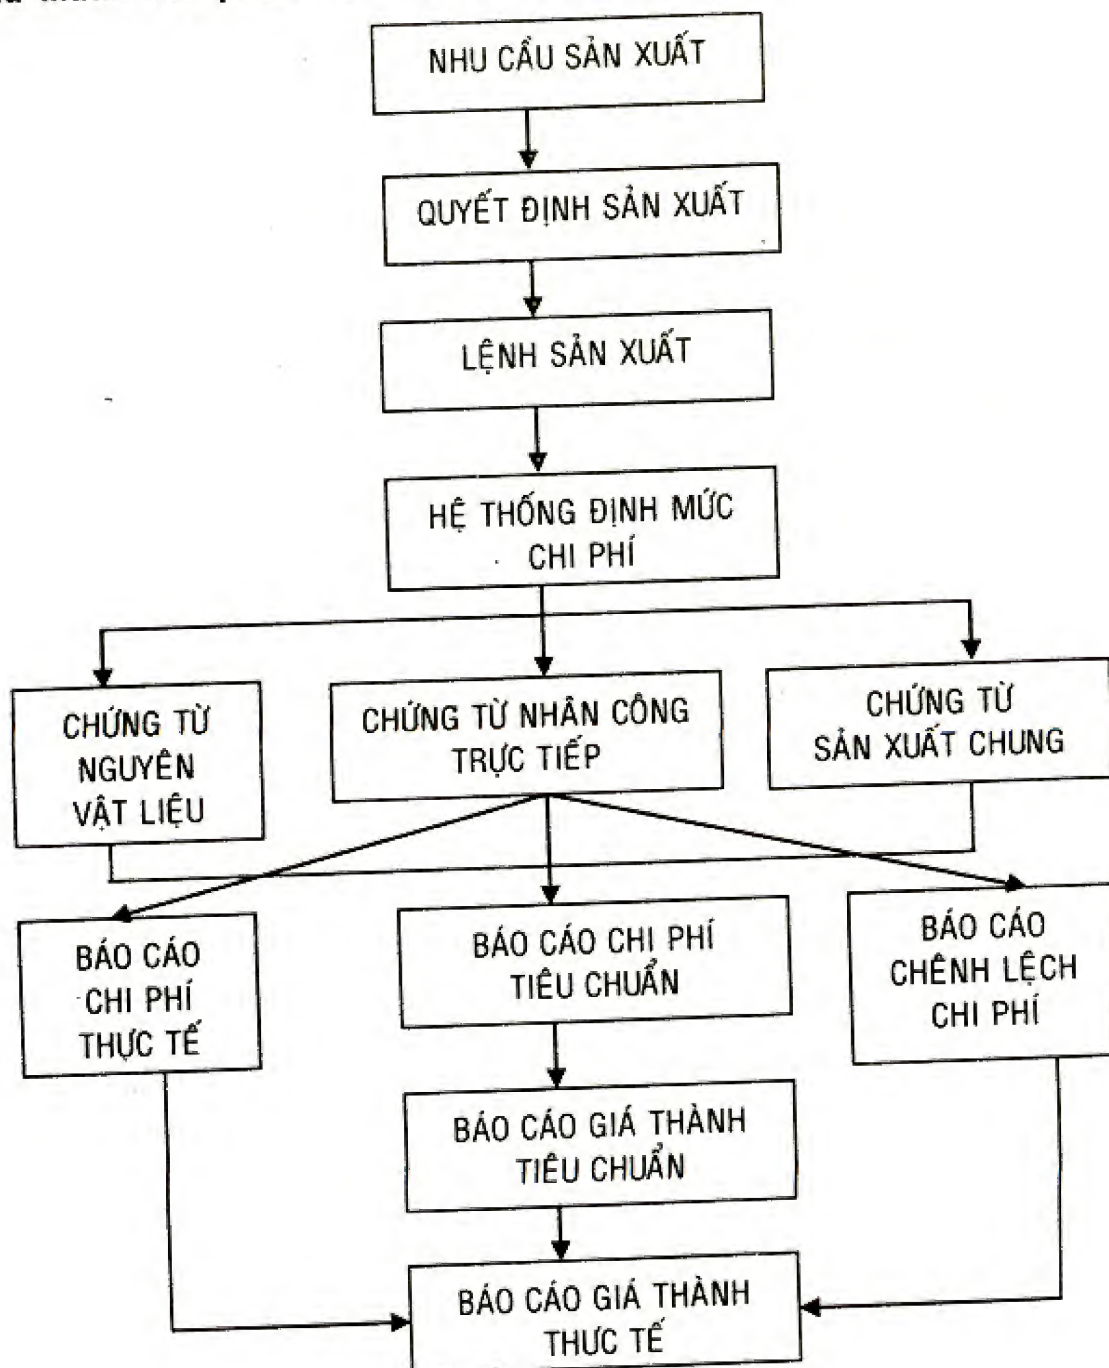 NHU CẦU SẢN XUẤT
QUYẾT ĐỊNH SẢN XUẤT
LỆNH SẢN XUẤT
HỆ THỐNG ĐỊNH MỨC
CHI PHÍ
CHỨNG TỪ
NGUYÊN
VẬT LIỆU
CHỨNG TỪ NHÂN CÔNG
TRỰC TIẾP
CHỨNG TỪ
SẢN XUẤT CHUNG
BÁO CÁO
CHI PHÍ
THỰC TẾ
BÁO CÁO CHI PHÍ
TIÊU CHUẨN
BÁO CÁO
CHÊNH LỆCH
CHI PHÍ
BÁO CÁO GIÁ THÀNH
TIÊU CHUẨN
BÁO CÁO GIÁ THÀNH
THỰC TẾ